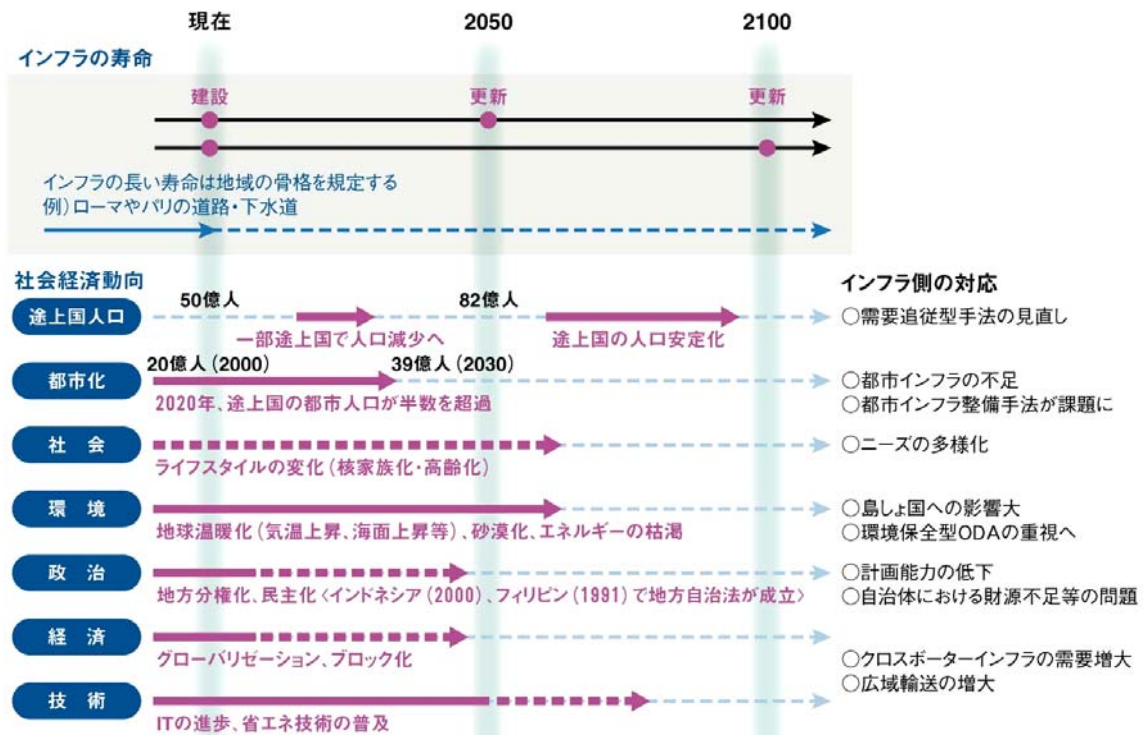 現在 2050 2100
インフラの寿命
建設 更新 更新
インフラの長い寿命は地域の骨格を規定する
例)ローマやパリの道路・下水道
社会経済動向
インフラ側の対応
50億人 82億人
途上国人口
○需要追従型手法の見直し
一部途上国で人口減少へ 途上国の人口安定化
20億人(2000) 39億人(2030)
都市化
2020年、途上国の都市人口が半数を超過
○都市インフラの不足
○都市インフラ整備手法が課題に
社会
ライフスタイルの変化(核家族化・高齢化)
○ニーズの多様化
環境
地球温暖化(気温上昇、海面上昇等)、砂漠化、エネルギーの枯渇
○島しょ国への影響大
○環境保全型ODAの重視へ
政治
地方分権化、民主化〈インドネシア(2000)、フィリピン(1991)で地方自治法が成立〉
○計画能力の低下
○自治体における財源不足等の問題
経済
グローバリゼーション、ブロック化
○クロスボーターインフラの需要増大
○広域輸送の増大
技術
ITの進歩、省エネ技術の普及